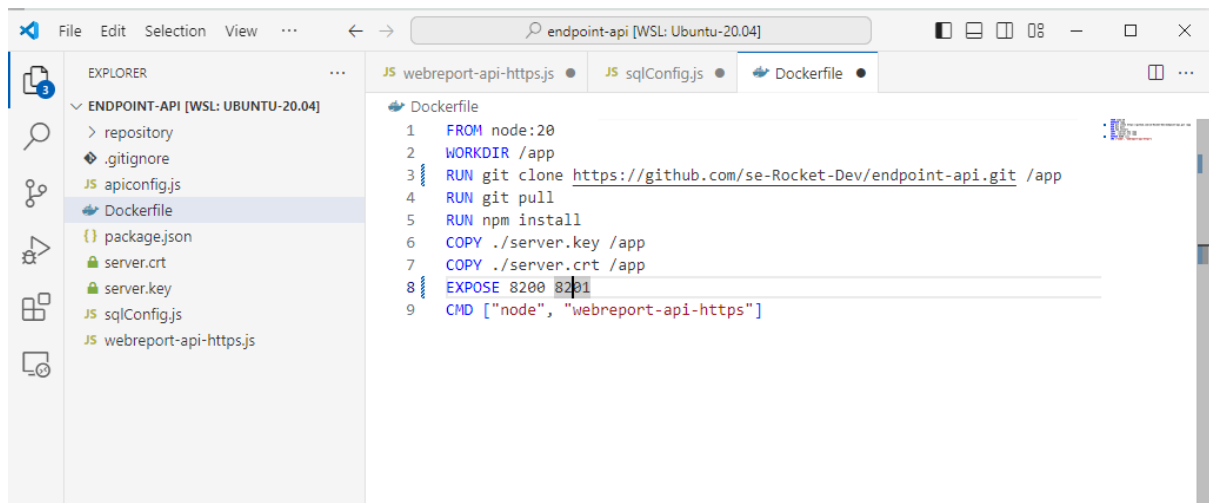 File Edit Selection View ··· endpoint-api [WSL: Ubuntu-20.04]
EXPLORER ···
3
ENDPOINT-API [WSL: UBUNTU-20.04]
repository
.gitignore
JS apiconfig.js
Dockerfile
{} package.json
server.crt
server.key
JS sqlConfig.js
JS webreport-api-https.js
JS webreport-api-https.js ● JS sqlConfig.js ● Dockerfile ● ···
Dockerfile
1 FROM node:20
2 WORKDIR /app
3 RUN git clone https://github.com/se-Rocket-Dev/endpoint-api.git /app
4 RUN git pull
5 RUN npm install
6 COPY ./server.key /app
7 COPY ./server.crt /app
8 EXPOSE 8200 8201
9 CMD ["node", "webreport-api-https"]